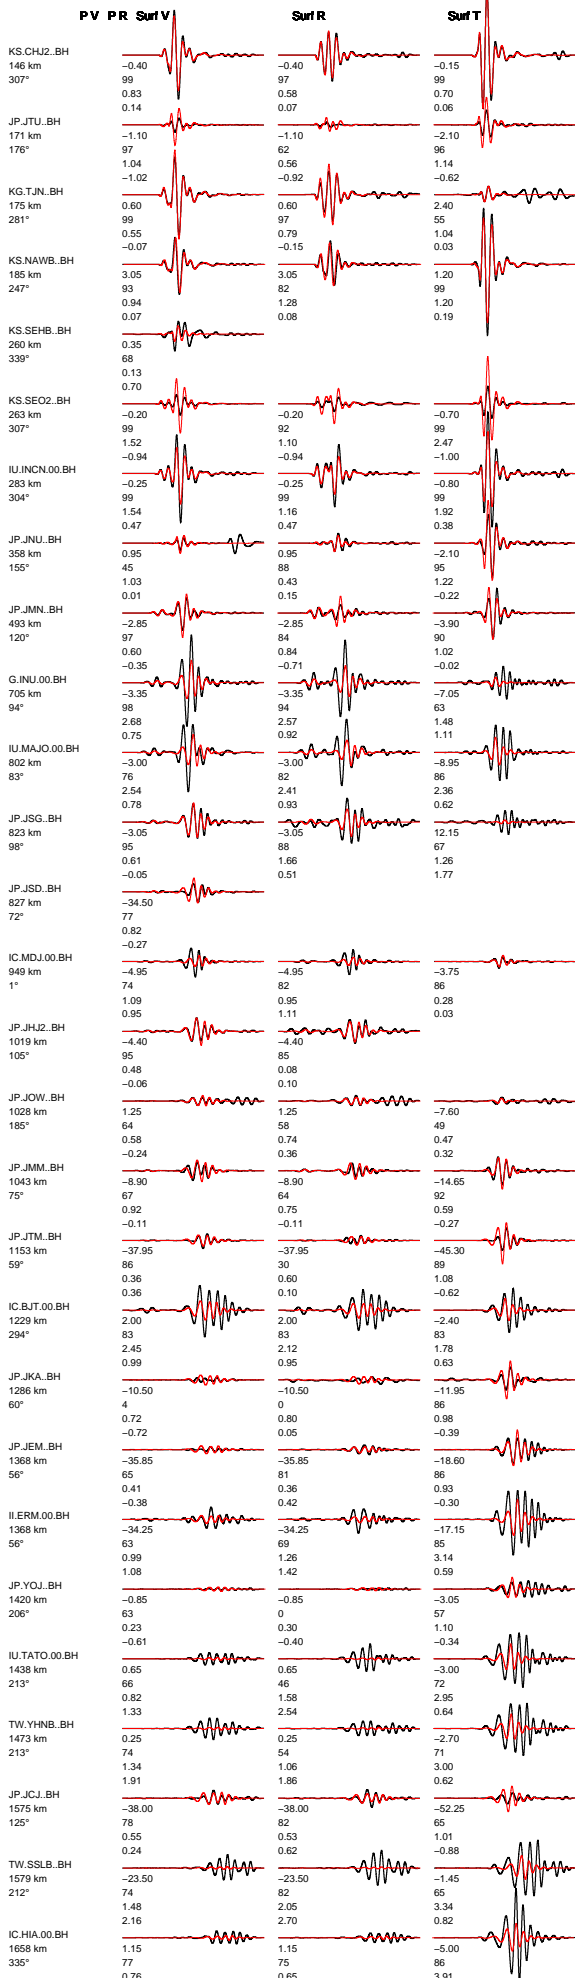 P V P R Surf V Surf R Surf T
KS.CHJ2..BH
146 km −0.40 −0.40 −0.15
307° 99 97 99
0.83 0.58 0.70
0.14 0.07 0.06
JP.JTU..BH
171 km −1.10 −1.10 −2.10
176° 97 62 96
1.04 0.56 1.14
−1.02 −0.92 −0.62
KG.TJN..BH
175 km 0.60 0.60 2.40
281° 99 97 55
0.55 0.79 1.04
−0.07 −0.15 0.03
KS.NAWB..BH
185 km 3.05 3.05 1.20
247° 93 82 99
0.94 1.28 1.20
0.07 0.08 0.19
KS.SEHB..BH
260 km 0.35
339° 68
0.13
0.70
KS.SEO2..BH
263 km −0.20 −0.20 −0.70
307° 99 92 99
1.52 1.10 2.47
−0.94 −0.94 −1.00
IU.INCN.00.BH
283 km −0.25 −0.25 −0.80
304° 99 99 99
1.54 1.16 1.92
0.47 0.47 0.38
JP.JNU..BH
358 km 0.95 0.95 −2.10
155° 45 88 95
1.03 0.43 1.22
0.01 0.15 −0.22
JP.JMN..BH
493 km −2.85 −2.85 −3.90
120° 97 84 90
0.60 0.84 1.02
−0.35 −0.71 −0.02
G.INU.00.BH
705 km −3.35 −3.35 −7.05
94° 98 94 63
2.68 2.57 1.48
0.75 0.92 1.11
IU.MAJO.00.BH
802 km −3.00 −3.00 −8.95
83° 76 82 86
2.54 2.41 2.36
0.78 0.93 0.62
JP.JSG..BH
823 km −3.05 −3.05 12.15
98° 95 88 67
0.61 1.66 1.26
−0.05 0.51 1.77
JP.JSD..BH
827 km −34.50
72° 77
0.82
−0.27
IC.MDJ.00.BH
949 km −4.95 −4.95 −3.75
1° 74 82 86
1.09 0.95 0.28
0.95 1.11 0.03
JP.JHJ2..BH
1019 km −4.40 −4.40
105° 95 85
0.48 0.08
−0.06 0.10
JP.JOW..BH
1028 km 1.25 1.25 −7.60
185° 64 58 49
0.58 0.74 0.47
−0.24 0.36 0.32
JP.JMM..BH
1043 km −8.90 −8.90 −14.65
75° 67 64 92
0.92 0.75 0.59
−0.11 −0.11 −0.27
JP.JTM..BH
1153 km −37.95 −37.95 −45.30
59° 86 30 89
0.36 0.60 1.08
0.36 0.10 −0.62
IC.BJT.00.BH
1229 km 2.00 2.00 −2.40
294° 83 83 83
2.45 2.12 1.78
0.99 0.95 0.63
JP.JKA..BH
1286 km −10.50 −10.50 −11.95
60° 4 0 86
0.72 0.80 0.98
−0.72 0.05 −0.39
JP.JEM..BH
1368 km −35.85 −35.85 −18.60
56° 65 81 86
0.41 0.36 0.93
−0.38 0.42 −0.30
II.ERM.00.BH
1368 km −34.25 −34.25 −17.15
56° 63 69 85
0.99 1.26 3.14
1.08 1.42 0.59
JP.YOJ..BH
1420 km −0.85 −0.85 −3.05
206° 63 0 57
0.23 0.30 1.10
−0.61 −0.40 −0.34
IU.TATO.00.BH
1438 km 0.65 0.65 −3.00
213° 66 46 72
0.82 1.58 2.95
1.33 2.54 0.64
TW.YHNB..BH
1473 km 0.25 0.25 −2.70
213° 74 54 71
1.34 1.06 3.00
1.91 1.86 0.62
JP.JCJ..BH
1575 km −38.00 −38.00 −52.25
125° 78 82 65
0.55 0.53 1.01
0.24 0.62 −0.88
TW.SSLB..BH
1579 km −23.50 −23.50 −1.45
212° 74 82 65
1.48 2.05 3.34
2.16 2.70 0.82
IC.HIA.00.BH
1658 km 1.15 1.15 −5.00
335° 77 75 86
0.76 0.65 3.91